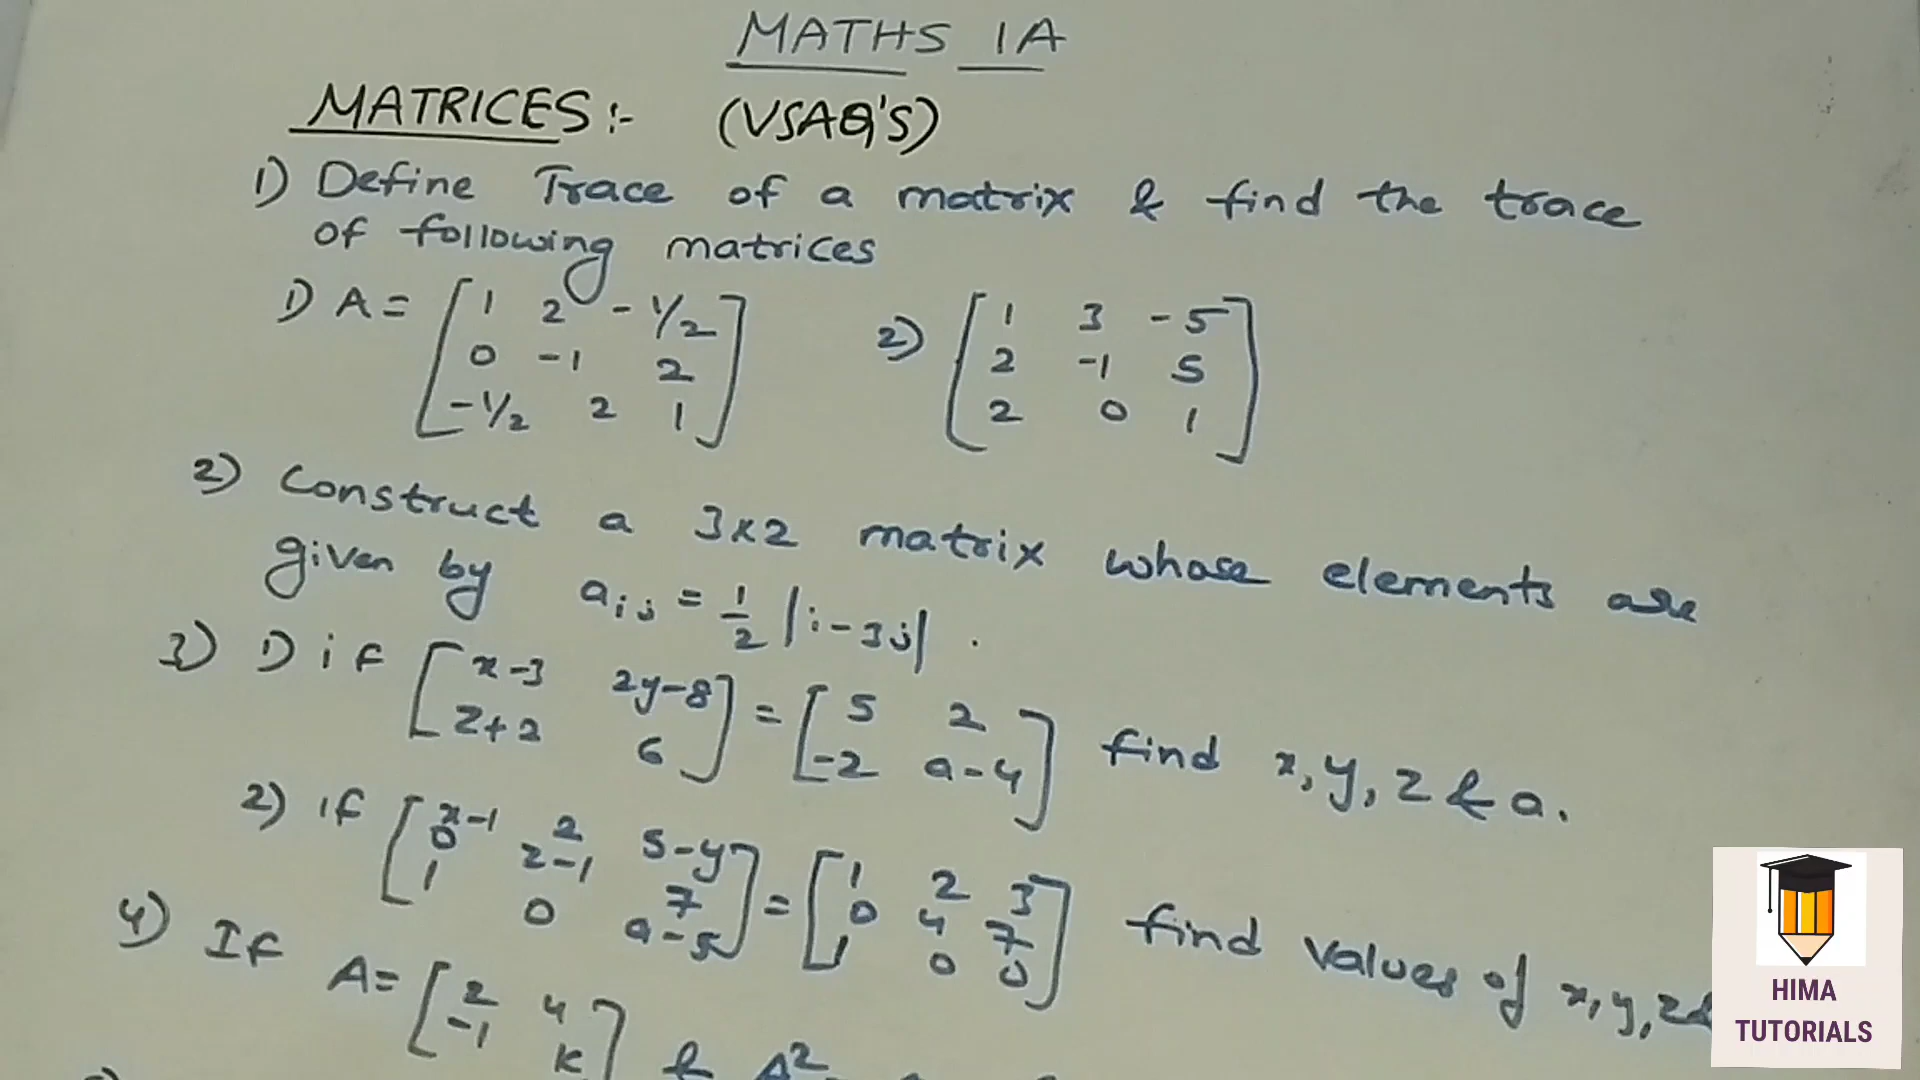 MATHS 1A
MATRICES:- (VSAQ'S)
1) Define Trace of a matrix & find the trace
of following matrices
1) A = [1 2 -1/2
0 -1 2
-1/2 2 1]
2) [1 3 -5
2 -1 5
2 0 1]
2) Construct a 3x2 matrix whose elements are
given by aij = 1/2 |i-3j| .
3) 1) if [x-3 2y-8
z+2 6] = [5 2
-2 a-4] find x, y, z & a.
2) if [x-1 2 5-y
0 z-1 7
1 0 a-5] = [1 2 3
0 4 7
1 0 0] find values of x, y, z &
4) If A = [2 4
-1 k] & A²
HIMA
TUTORIALS